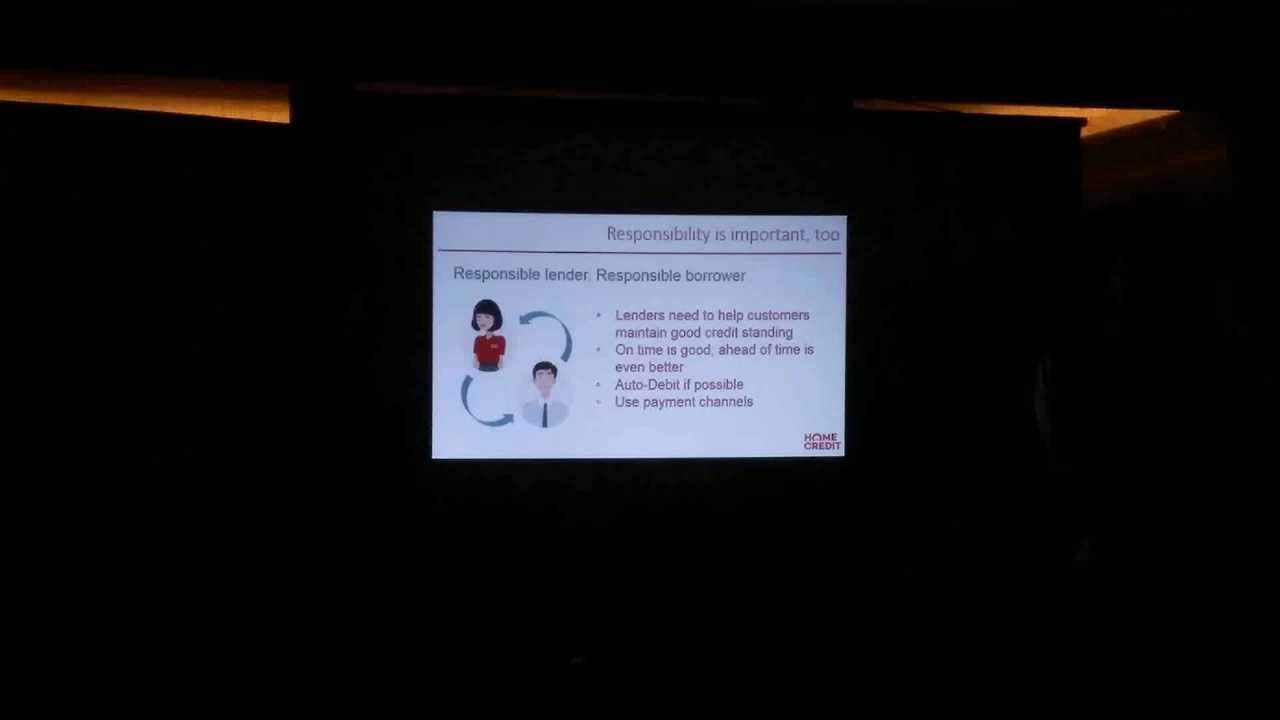 Responsibility is important, too
Responsible lender, Responsible borrower
• Lenders need to help customers
maintain good credit standing
• On time is good; ahead of time is
even better
• Auto-Debit if possible
• Use payment channels
HOME
CREDIT